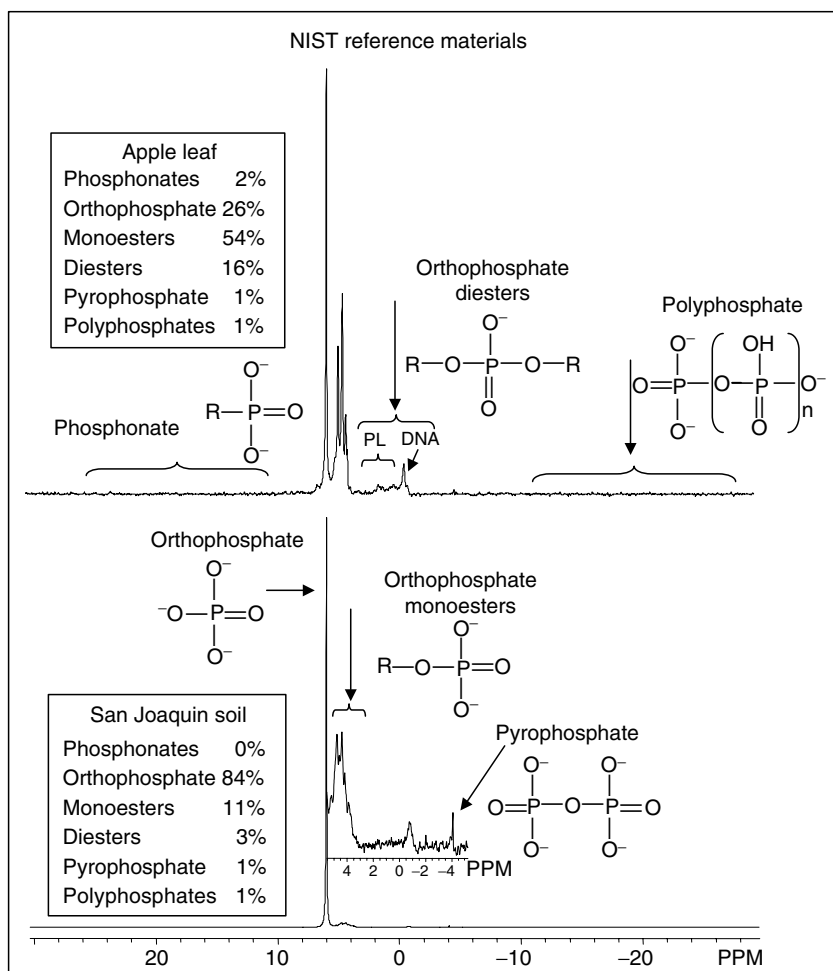 NIST reference materials
Apple leaf
Phosphonates 2%
Orthophosphate 26%
Monoesters 54%
Diesters 16%
Pyrophosphate 1%
Polyphosphates 1%
Orthophosphate
diesters
O⁻
R—O—P—O—R
O
Polyphosphate
O⁻ OH
O=P—O—P—O⁻
O⁻ O n
Phosphonate
O⁻
R—P=O
O⁻
PL DNA
Orthophosphate
O⁻
⁻O—P=O
O⁻
Orthophosphate
monoesters
O⁻
R—O—P=O
O⁻
San Joaquin soil
Phosphonates 0%
Orthophosphate 84%
Monoesters 11%
Diesters 3%
Pyrophosphate 1%
Polyphosphates 1%
Pyrophosphate
O⁻ O⁻
O=P—O—P=O
O⁻ O⁻
4 2 0 −2 −4 PPM
20 10 0 −10 −20 PPM